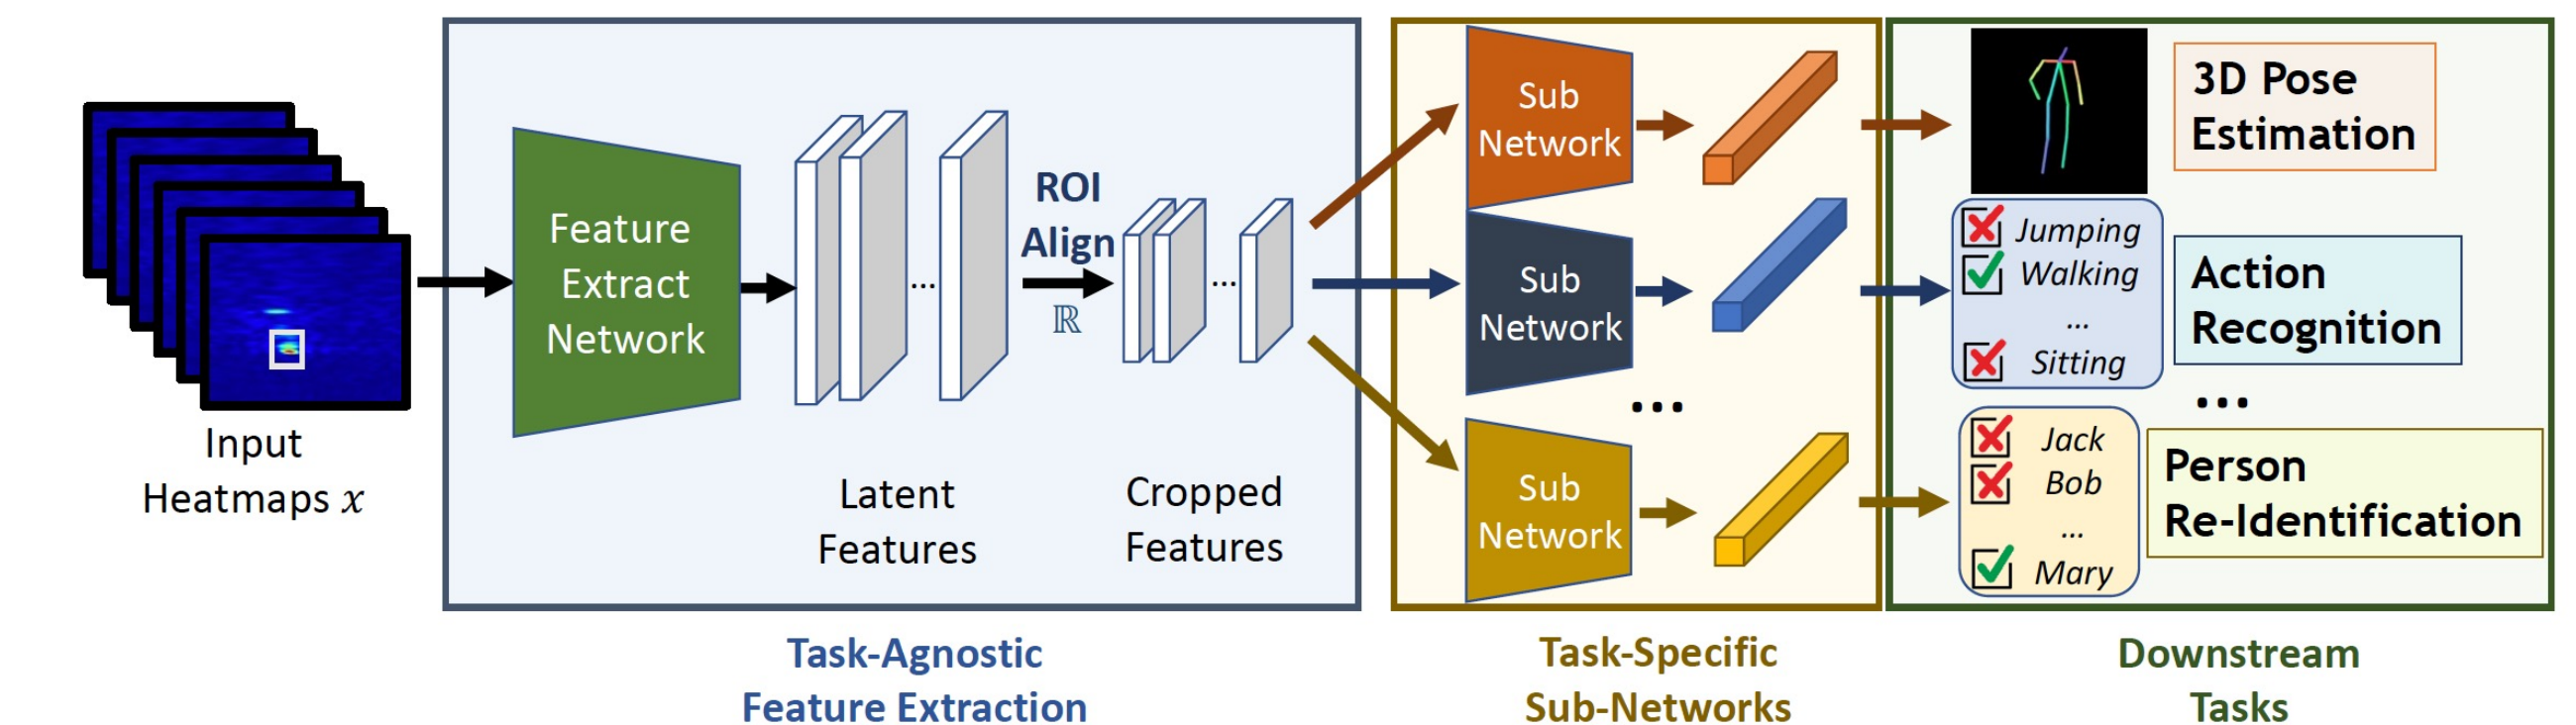 Input
Heatmaps x
Feature
Extract
Network
...
Latent
Features
ROI
Align
ℝ
...
Cropped
Features
Task-Agnostic
Feature Extraction
Sub
Network
Sub
Network
...
Sub
Network
Task-Specific
Sub-Networks
3D Pose
Estimation
Jumping
Walking
...
Sitting
Action
Recognition
...
Jack
Bob
...
Mary
Person
Re-Identification
Downstream
Tasks